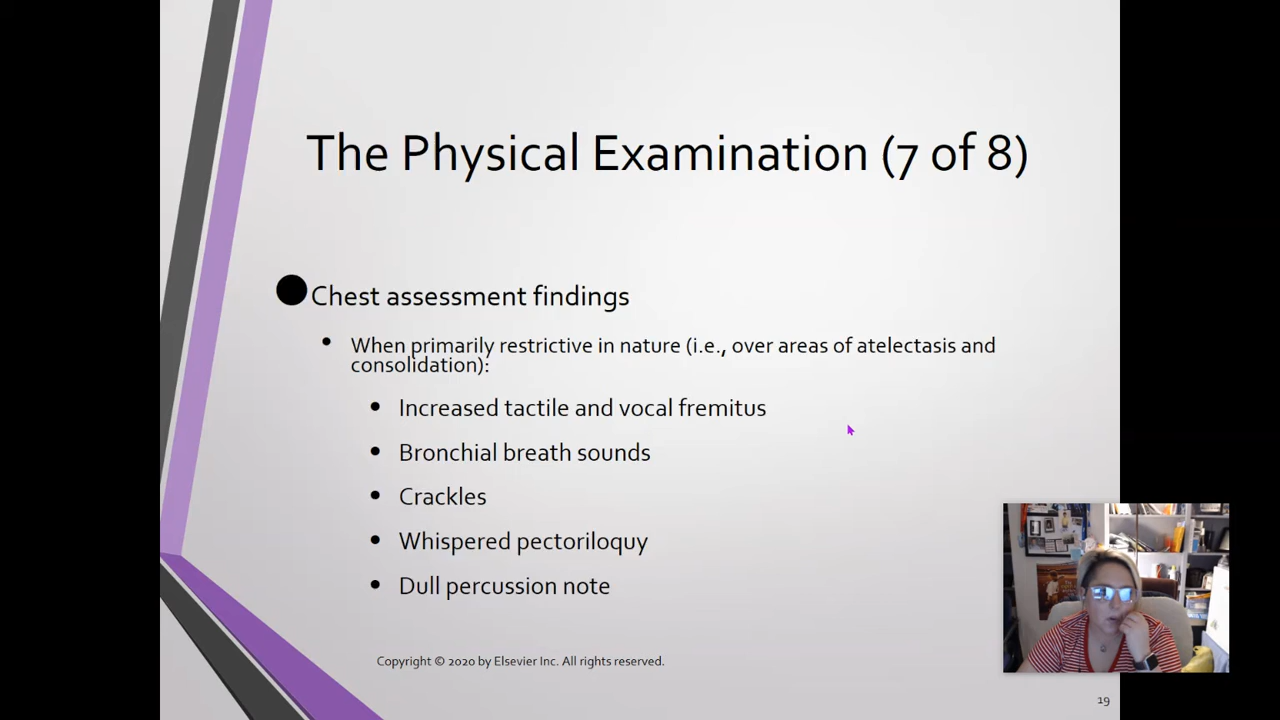 The Physical Examination (7 of 8)
Chest assessment findings
When primarily restrictive in nature (i.e., over areas of atelectasis and
consolidation):
Increased tactile and vocal fremitus
Bronchial breath sounds
Crackles
Whispered pectoriloquy
Dull percussion note
Copyright © 2020 by Elsevier Inc. All rights reserved.
19